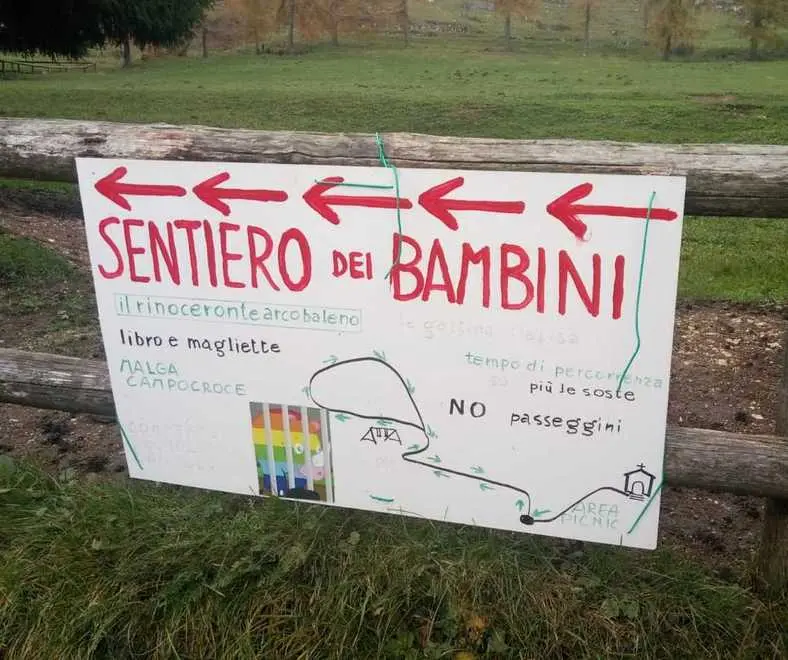 SENTIERO DEI BAMBINI
il rinoceronte arcobaleno
libro e magliette
MALGA
CAMPOCROCE
tempo di percorrenza
più le soste
NO passeggini
AREA
PICNIC